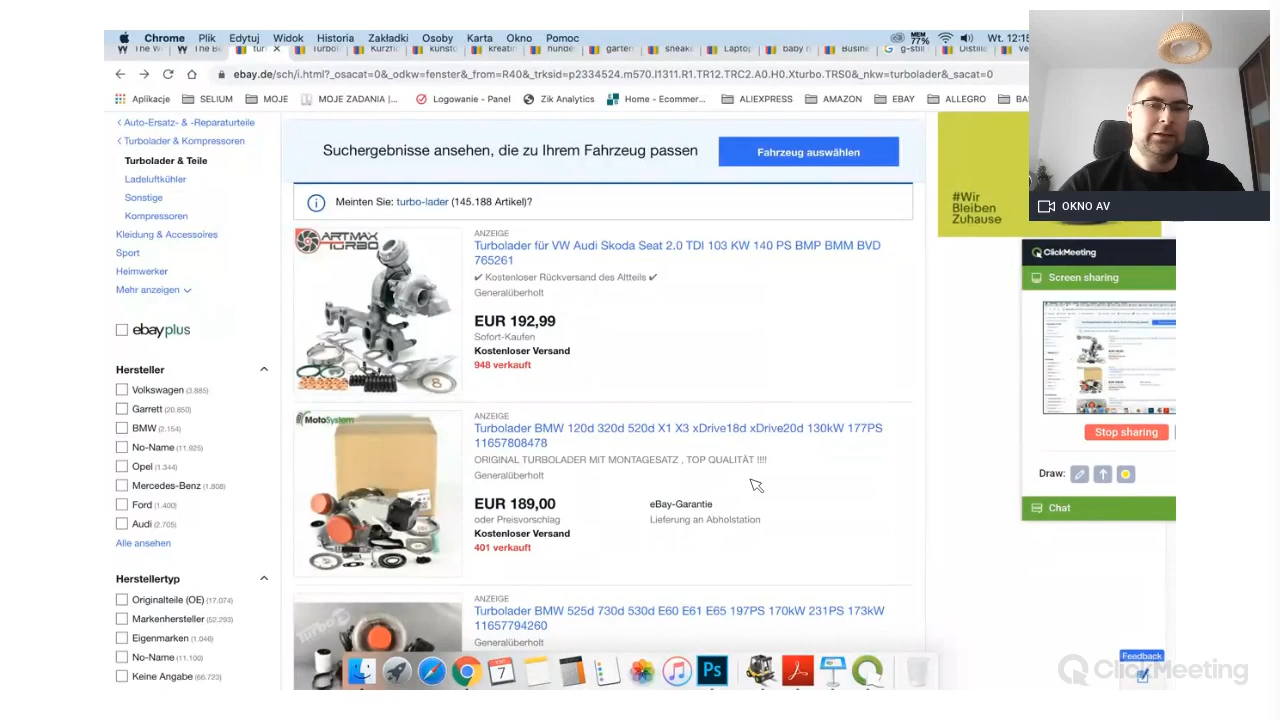 Chrome Plik Edytuj Widok Historia Zakładki Osoby Karta Okno Pomoc MEM 77% Wt. 12:15
ebay.de/sch/i.html?_osacat=0&_odkw=fenster&_from=R40&_trksid=p2334524.m570.l1311.R1.TR12.TRC2.A0.H0.Xturbo.TRS0&_nkw=turbolader&_sacat=0
Aplikacje SELIUM MOJE MOJE ZADANIA |... Logowanie - Panel Zik Analytics Home - Ecommer... ALIEXPRESS AMAZON EBAY ALLEGRO
Auto-Ersatz- & -Reparaturteile
Turbolader & Kompressoren
Turbolader & Teile
Ladeluftkühler
Sonstige
Kompressoren
Kleidung & Accessoires
Sport
Heimwerker
Mehr anzeigen
ebayplus
Hersteller
Volkswagen (3.885)
Garrett (20.650)
BMW (2.154)
No-Name (11.925)
Opel (1.344)
Mercedes-Benz (1.808)
Ford (1.400)
Audi (2.705)
Alle ansehen
Herstellertyp
Originalteile (OE) (17.074)
Markenhersteller (52.293)
Eigenmarken (1.046)
No-Name (11.100)
Keine Angabe (66.723)
Suchergebnisse ansehen, die zu Ihrem Fahrzeug passen
Fahrzeug auswählen
Meinten Sie: turbo-lader (145.188 Artikel)?
ARTMAX
TURBO
ANZEIGE
Turbolader für VW Audi Skoda Seat 2.0 TDI 103 KW 140 PS BMP BMM BVD
765261
✔ Kostenloser Rückversand des Altteils ✔
Generalüberholt
EUR 192,99
Sofort-Kaufen
Kostenloser Versand
948 verkauft
MotoSystem
ANZEIGE
Turbolader BMW 120d 320d 520d X1 X3 xDrive18d xDrive20d 130kW 177PS
11657808478
ORIGINAL TURBOLADER MIT MONTAGESATZ , TOP QUALITÄT !!!!
Generalüberholt
EUR 189,00
oder Preisvorschlag
Kostenloser Versand
401 verkauft
eBay-Garantie
Lieferung an Abholstation
ANZEIGE
Turbolader BMW 525d 730d 530d E60 E61 E65 197PS 170kW 231PS 173kW
11657794260
Generalüberholt
7
Ps
#Wir
Bleiben
Zuhause
OKNO AV
ClickMeeting
Screen sharing
Stop sharing
Draw:
Chat
Feedback
ClickMeeting